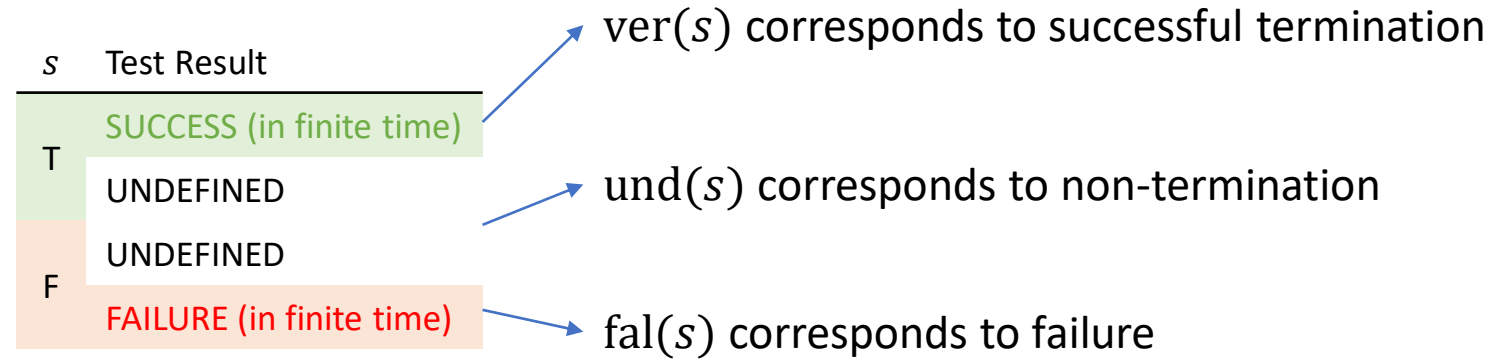 s Test Result
T
SUCCESS (in finite time)
UNDEFINED
F
UNDEFINED
FAILURE (in finite time)
ver(s) corresponds to successful termination
und(s) corresponds to non-termination
fal(s) corresponds to failure